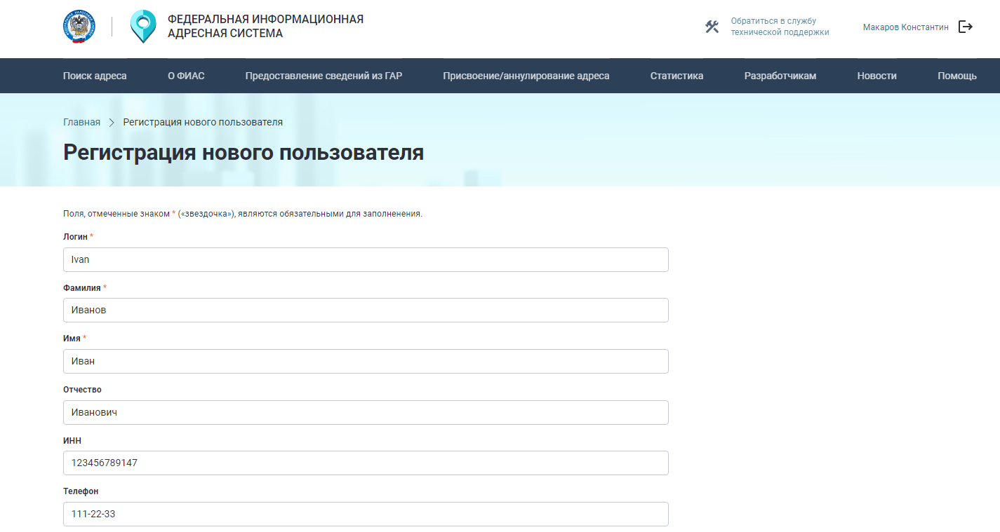 ФЕДЕРАЛЬНАЯ ИНФОРМАЦИОННАЯ
АДРЕСНАЯ СИСТЕМА
Обратиться в службу
технической поддержки
Макаров Константин
Поиск адреса
О ФИАС
Предоставление сведений из ГАР
Присвоение/аннулирование адреса
Статистика
Разработчикам
Новости
Помощь
Главная > Регистрация нового пользователя
Регистрация нового пользователя
Поля, отмеченные знаком * («звездочка»), являются обязательными для заполненения.
Логин *
Ivan
Фамилия *
Иванов
Имя *
Иван
Отчество
Иванович
ИНН
123456789147
Телефон
111-22-33